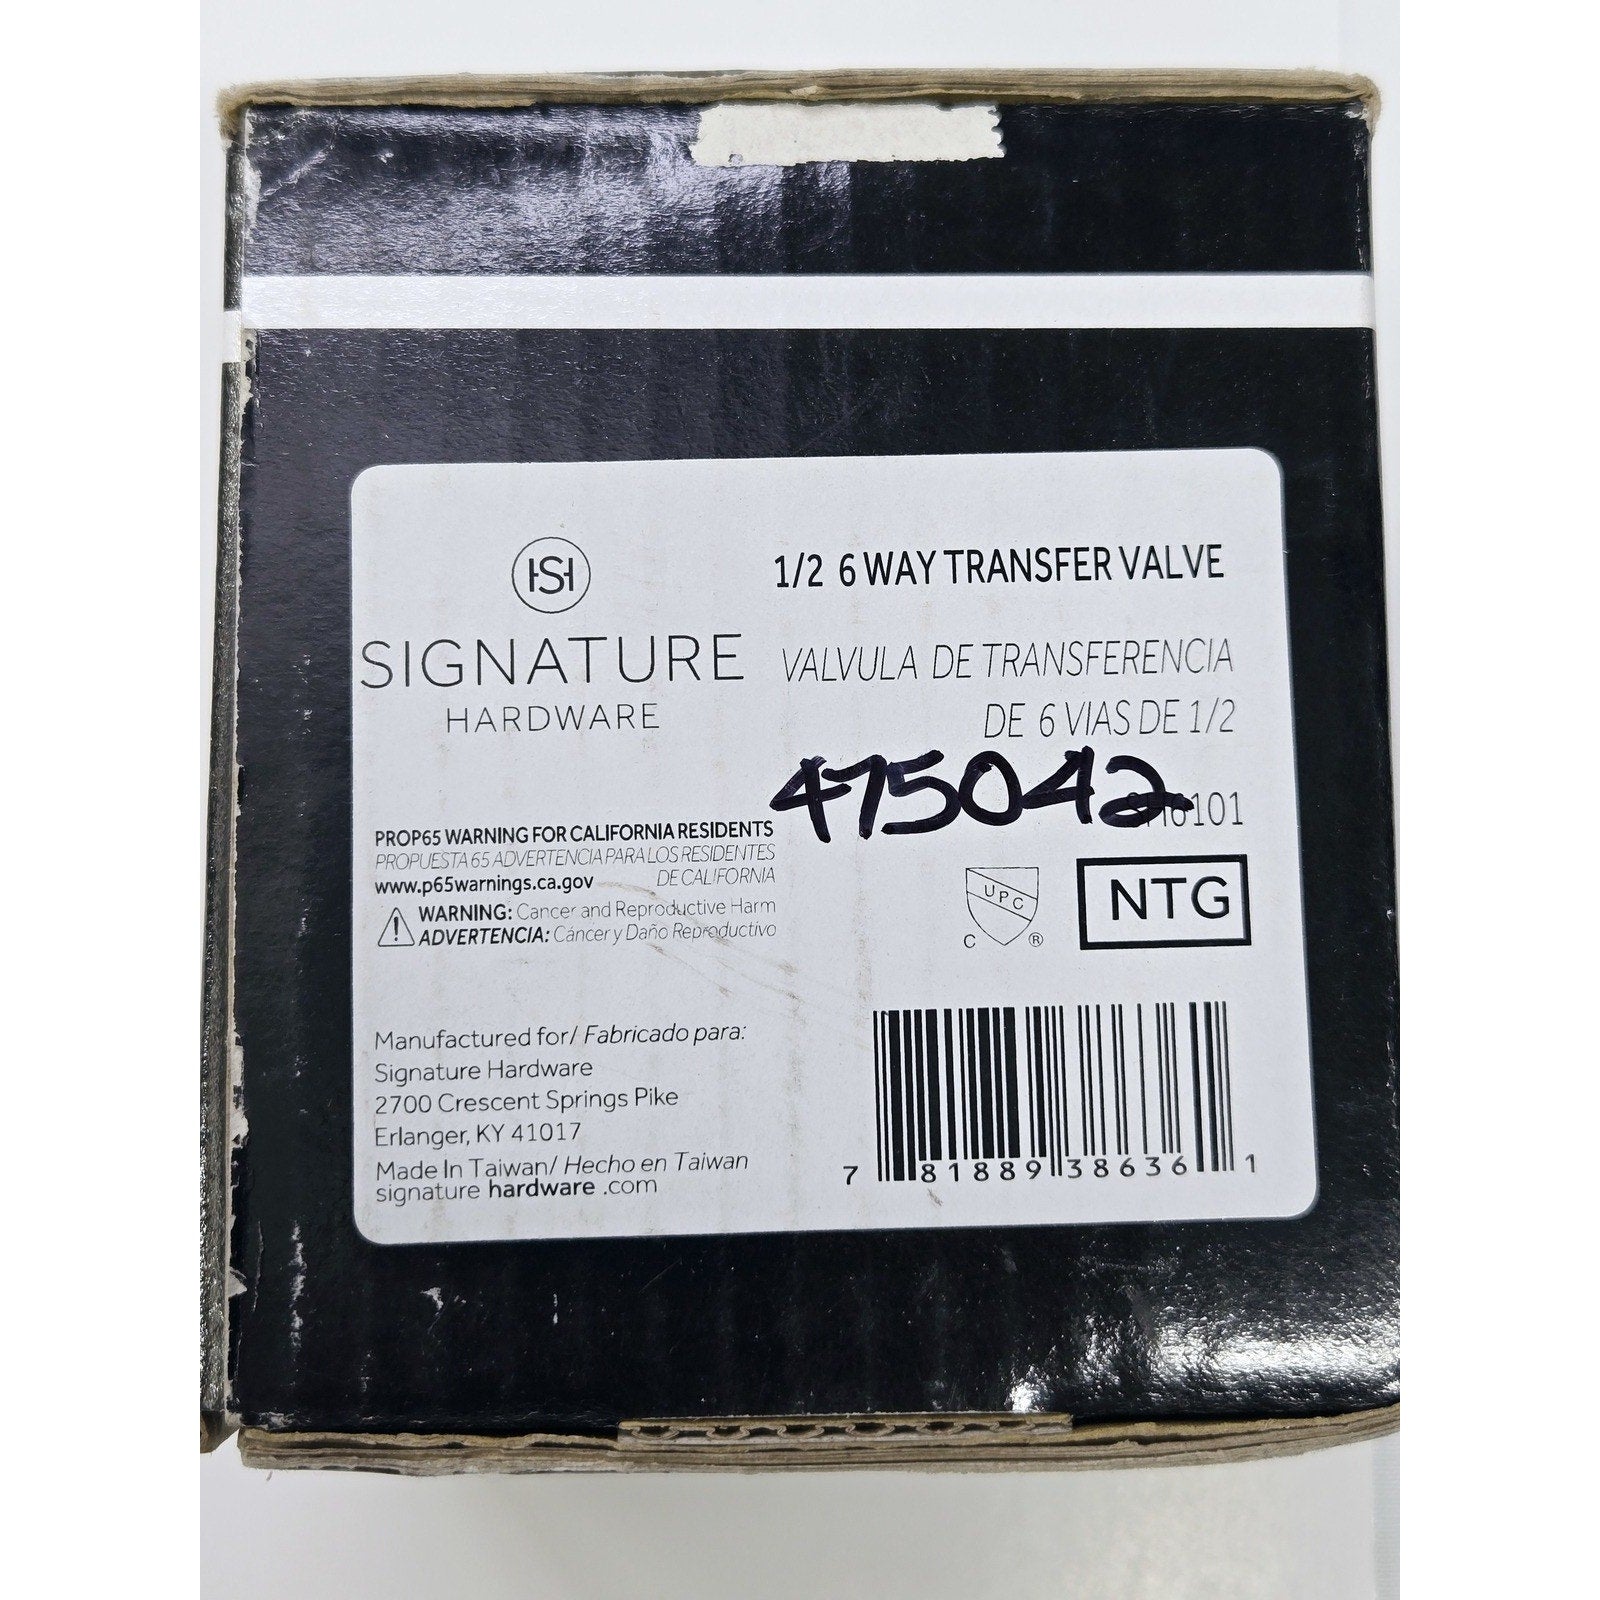 HS
SIGNATURE
HARDWARE
1/2 6 WAY TRANSFER VALVE
VALVULA DE TRANSFERENCIA
DE 6 VIAS DE 1/2
475042
PROP65 WARNING FOR CALIFORNIA RESIDENTS
PROPUESTA 65 ADVERTENCIA PARA LOS RESIDENTES
DE CALIFORNIA
www.p65warnings.ca.gov
WARNING: Cancer and Reproductive Harm
ADVERTENCIA: Cáncer y Daño Reproductivo
UPC
C ®
NTG
Manufactured for/ Fabricado para:
Signature Hardware
2700 Crescent Springs Pike
Erlanger, KY 41017
Made In Taiwan/ Hecho en Taiwan
signature hardware .com
7 81889 38636 1